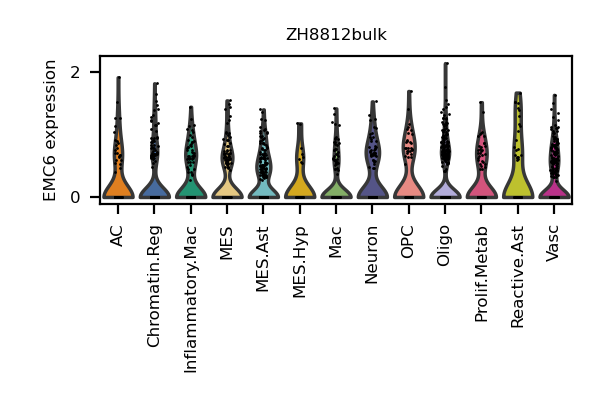 ZH8812bulk
EMC6 expression
2
0
AC
Chromatin.Reg
Inflammatory.Mac
MES
MES.Ast
MES.Hyp
Mac
Neuron
OPC
Oligo
Prolif.Metab
Reactive.Ast
Vasc